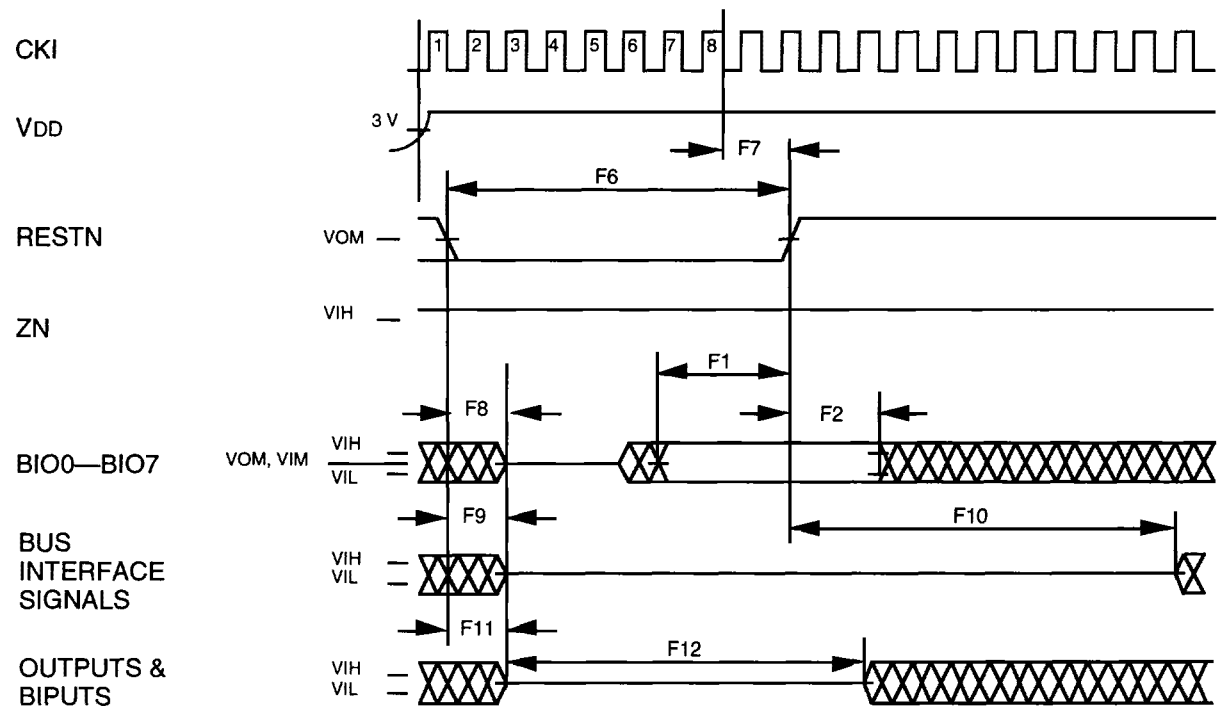 CKI
1 2 3 4 5 6 7 8
VDD
3 V
F7
F6
RESTN
VOM
ZN
VIH
F1
F8
F2
BIO0—BIO7
VOM, VIM
VIH
VIL
F9
F10
BUS
INTERFACE
SIGNALS
VIH
VIL
F11
F12
OUTPUTS &
BIPUTS
VIH
VIL